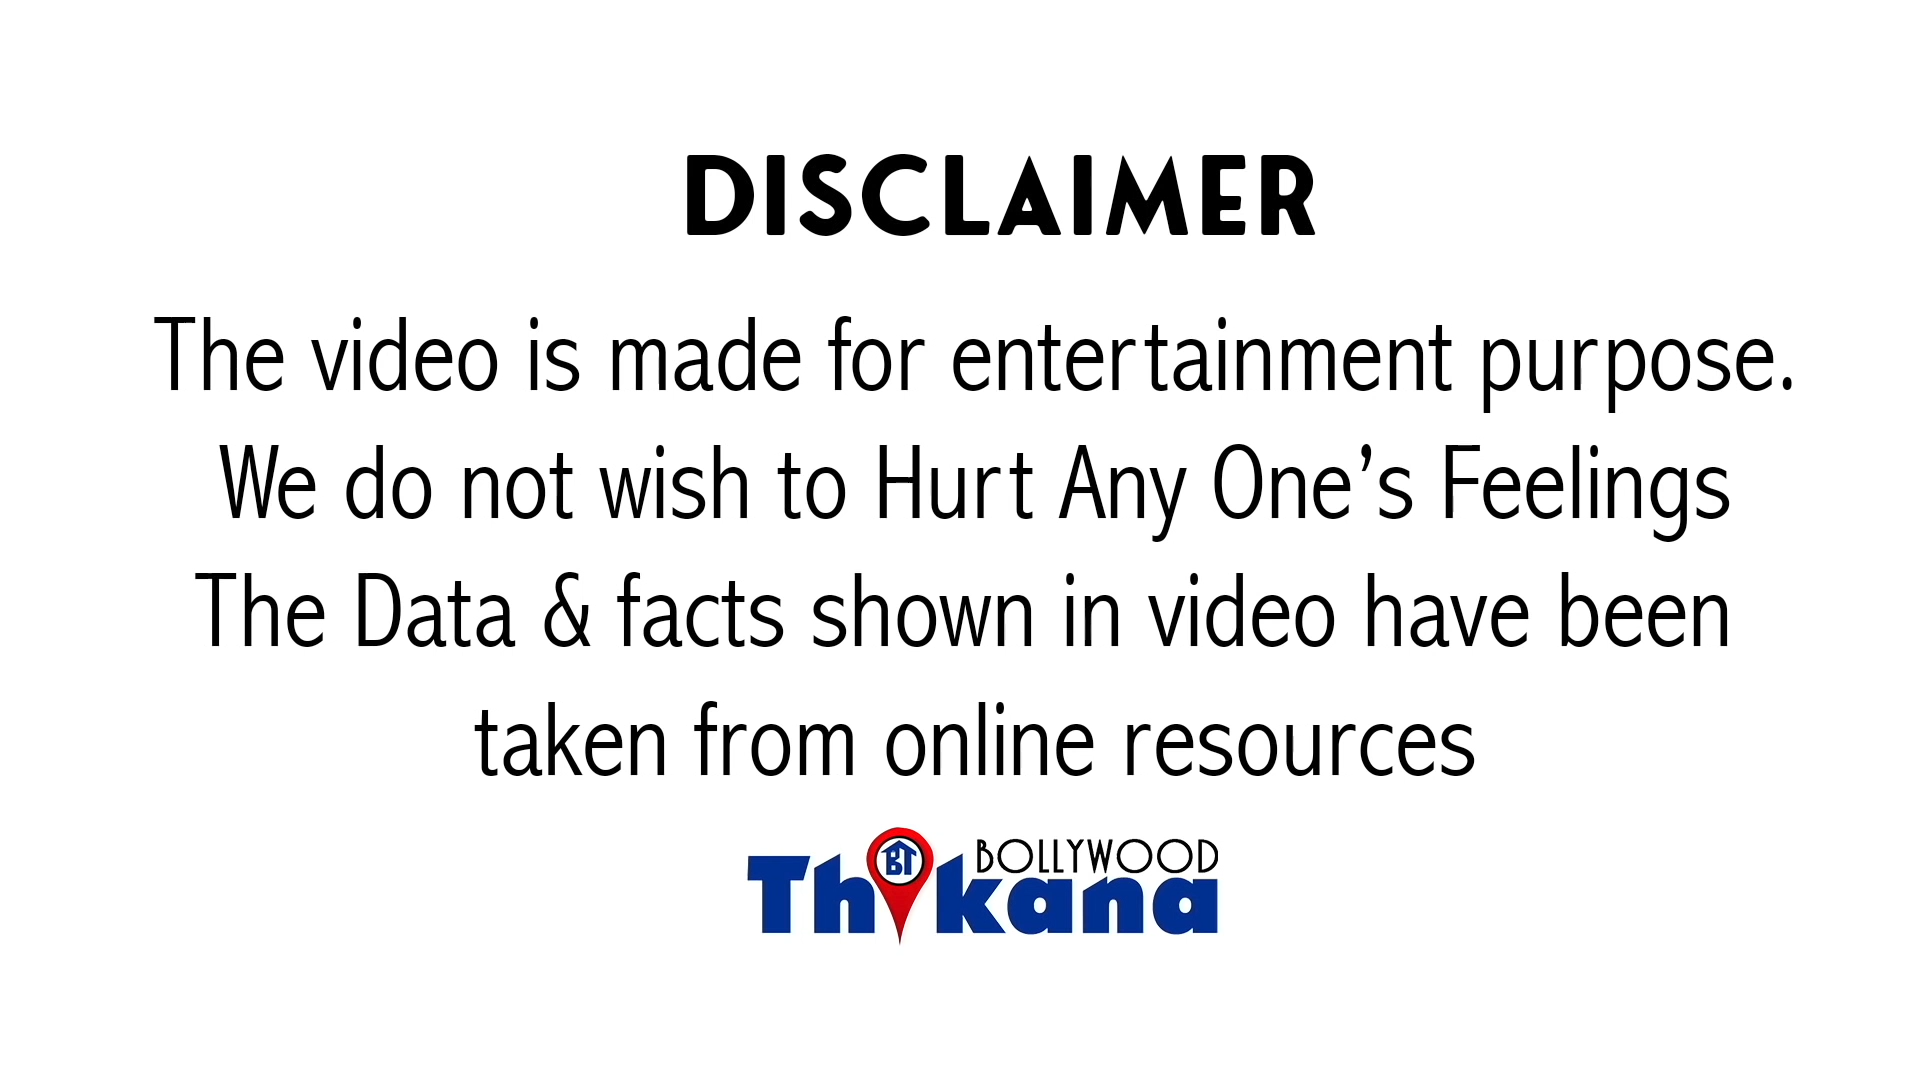 DISCLAIMER
The video is made for entertainment purpose.
We do not wish to Hurt Any One’s Feelings
The Data & facts shown in video have been
taken from online resources
BOLLYWOOD
BT
Thikana